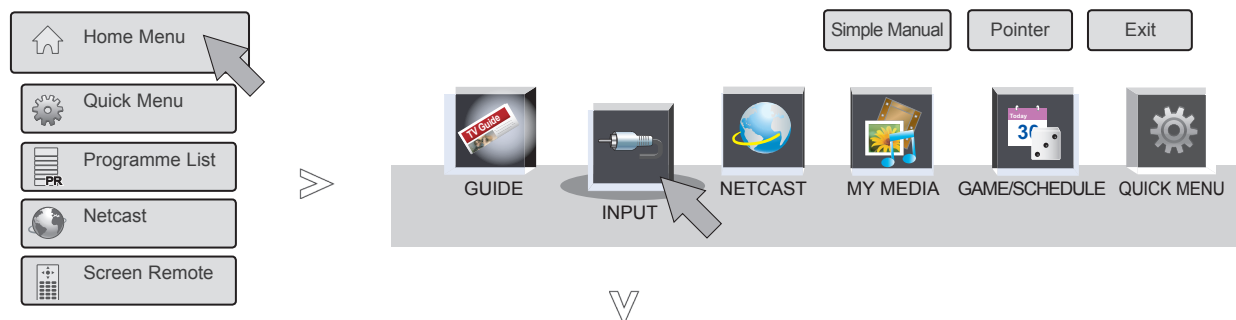 Home Menu
Quick Menu
Programme List
PR
Netcast
Screen Remote
Simple Manual
Pointer
Exit
TV Guide
GUIDE
INPUT
NETCAST
MY MEDIA
Today
30
GAME/SCHEDULE
QUICK MENU